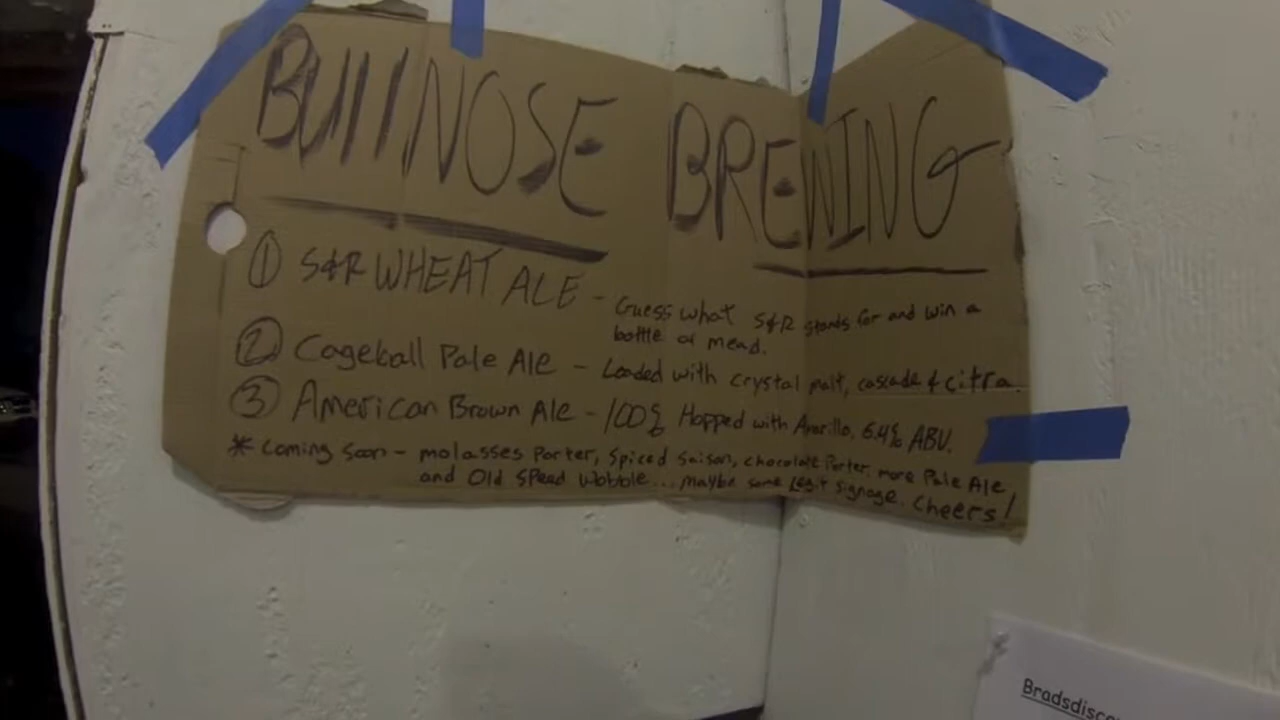 BUllNOSE BREWING
① S&R WHEAT ALE - Guess what S&R stands for and win a
bottle of mead.
② Cageball Pale Ale - Loaded with crystal malt, cascade & citra.
③ American Brown Ale - 100% Hopped with Amarillo. 6.4% ABV.
* Coming Soon - molasses Porter, Spiced Saison, chocolate Porter, more Pale Ale
and Old SPeed Wobble... Maybe some Legit Signage. Cheers!